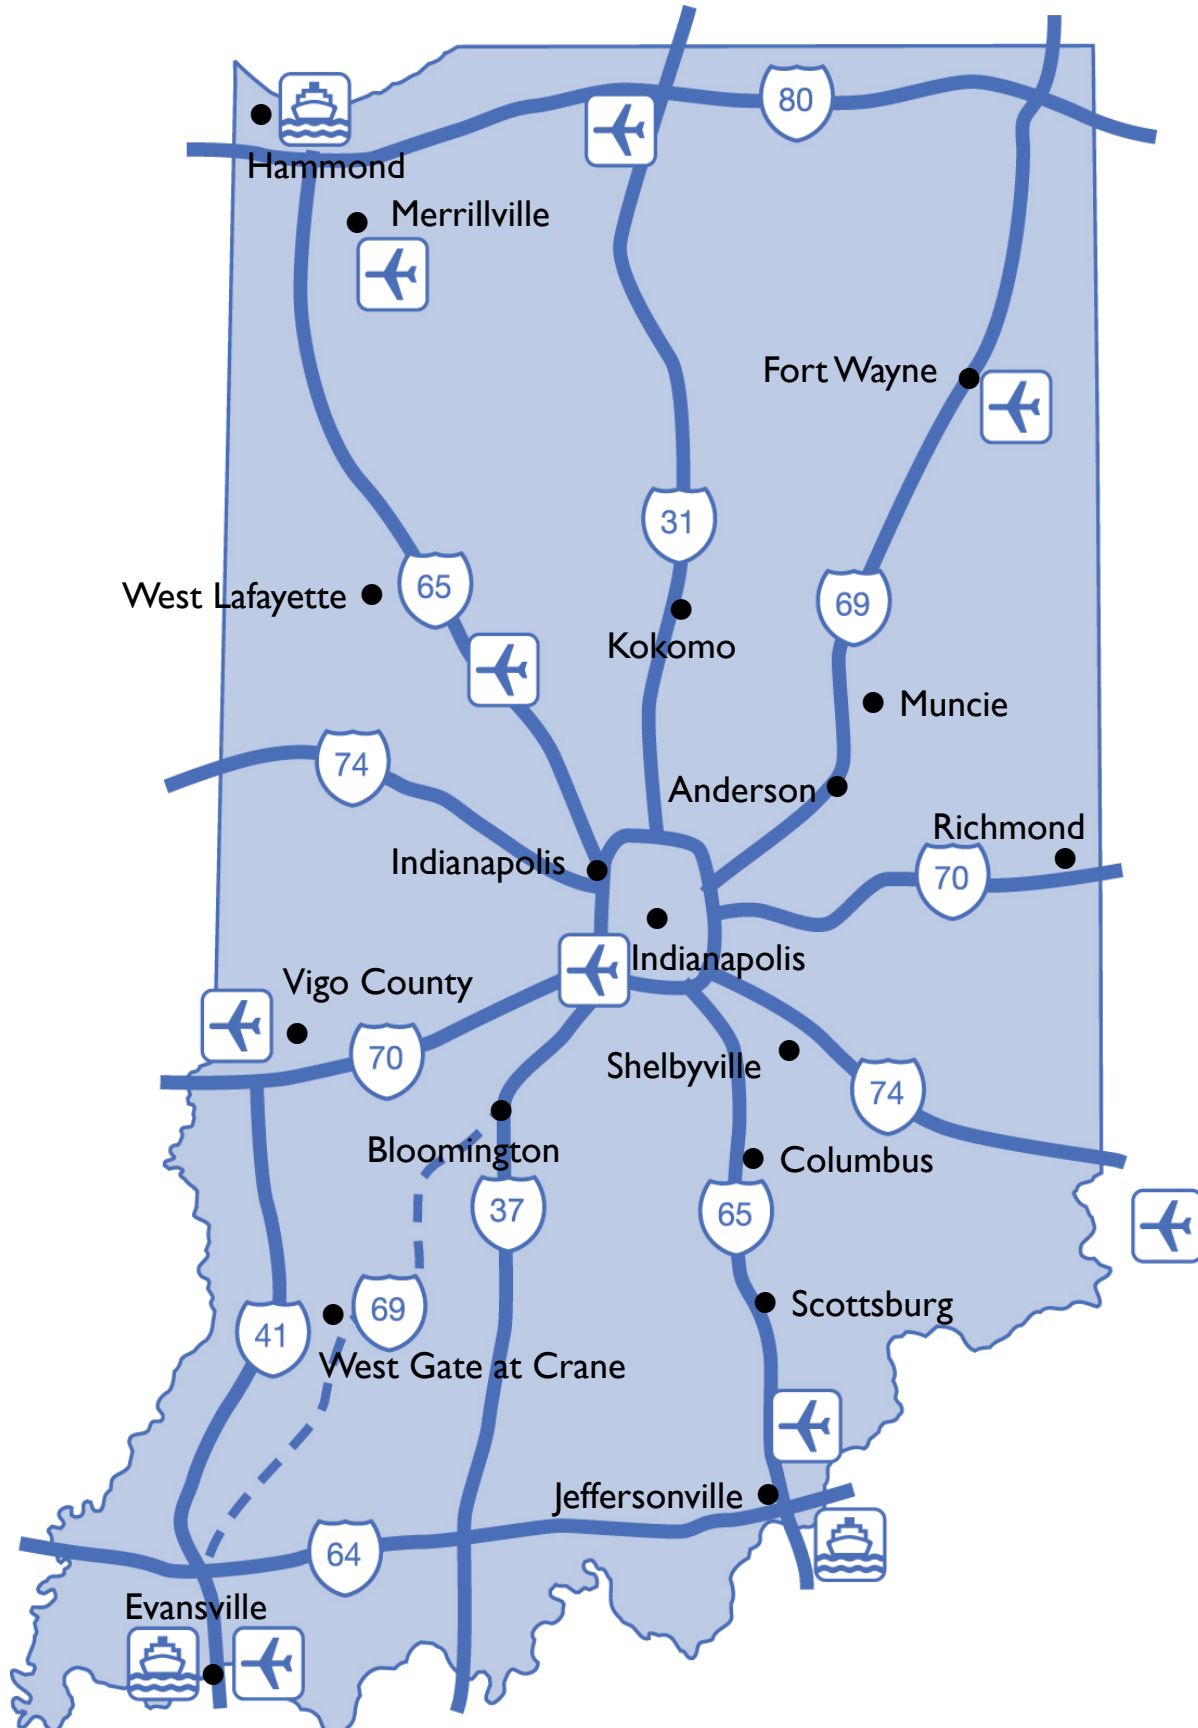 80
Hammond
Merrillville
Fort Wayne
31
65
West Lafayette
69
Kokomo
Muncie
74
Anderson
Richmond
Indianapolis
70
Indianapolis
Vigo County
70
Shelbyville
74
Bloomington
Columbus
37
65
69
Scottsburg
41
West Gate at Crane
Jeffersonville
64
Evansville